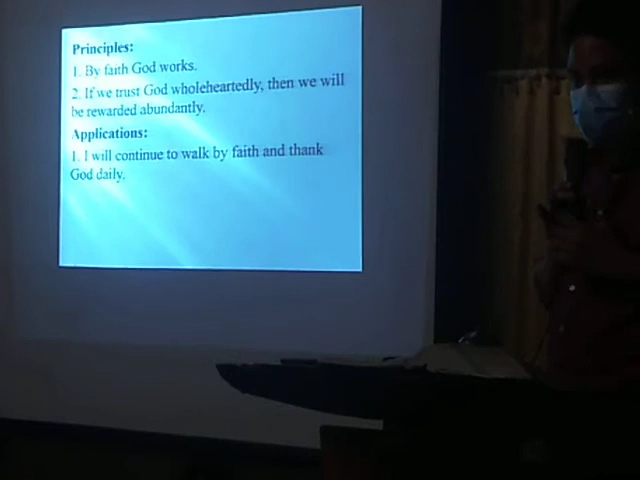 Principles:
1. By faith God works.
2. If we trust God wholeheartedly, then we will
be rewarded abundantly.
Applications:
1. I will continue to walk by faith and thank
God daily.